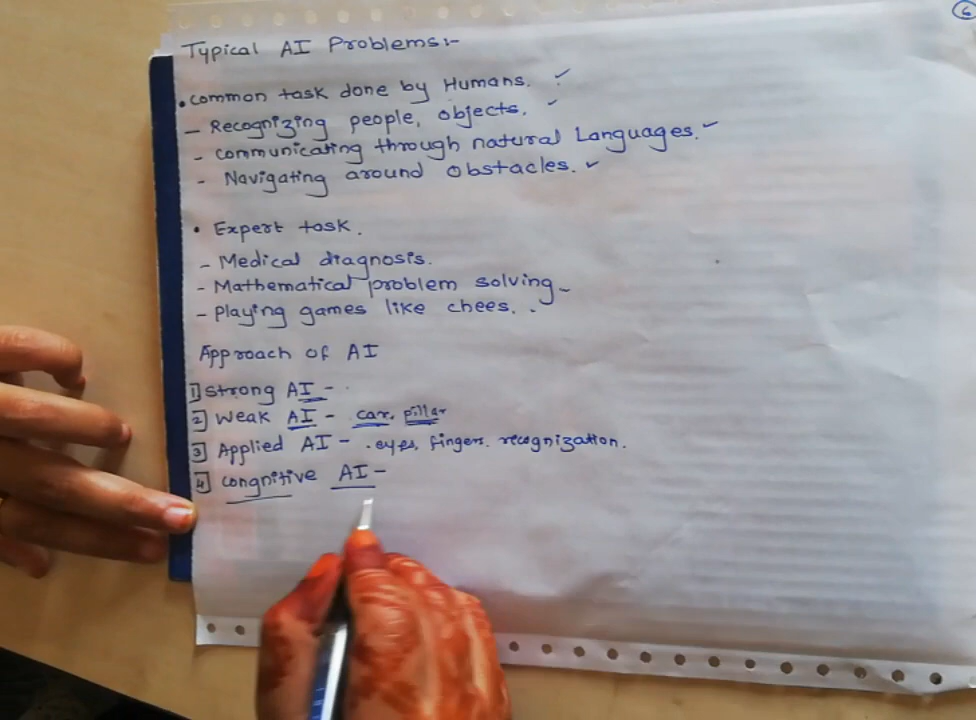 6
Typical AI Problems:-
• common task done by Humans.
- Recognizing people, objects.
- communicating through natural Languages.
- Navigating around obstacles.
• Expert task.
- Medical diagnosis.
- Mathematical problem solving-
- Playing games like chees.
Approach of AI
1] Strong AI -
2] Weak AI - car, pillar
3] Applied AI - eyes, fingers. recognization.
4] Congnitive AI -